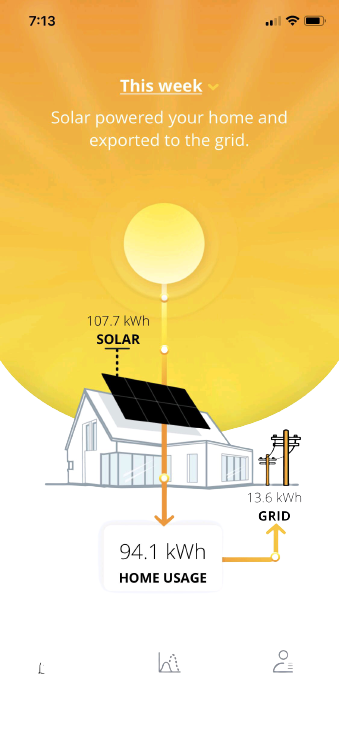 7:13
This week
Solar powered your home and
exported to the grid.
107.7 kWh
SOLAR
13.6 kWh
GRID
94.1 kWh
HOME USAGE